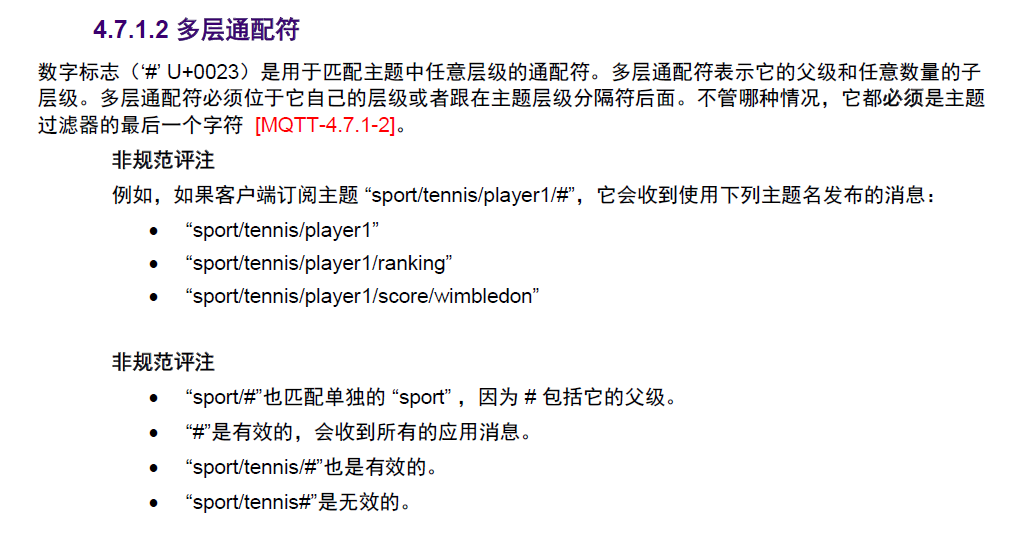 4.7.1.2 多层通配符
数字标志（‘#’ U+0023）是用于匹配主题中任意层级的通配符。多层通配符表示它的父级和任意数量的子
层级。多层通配符必须位于它自己的层级或者跟在主题层级分隔符后面。不管哪种情况，它都必须是主题
过滤器的最后一个字符 [MQTT-4.7.1-2]。
非规范评注
例如，如果客户端订阅主题 “sport/tennis/player1/#”，它会收到使用下列主题名发布的消息：
● “sport/tennis/player1”
● “sport/tennis/player1/ranking”
● “sport/tennis/player1/score/wimbledon”
非规范评注
● “sport/#”也匹配单独的 “sport” ，因为 # 包括它的父级。
● “#”是有效的，会收到所有的应用消息。
● “sport/tennis/#”也是有效的。
● “sport/tennis#”是无效的。